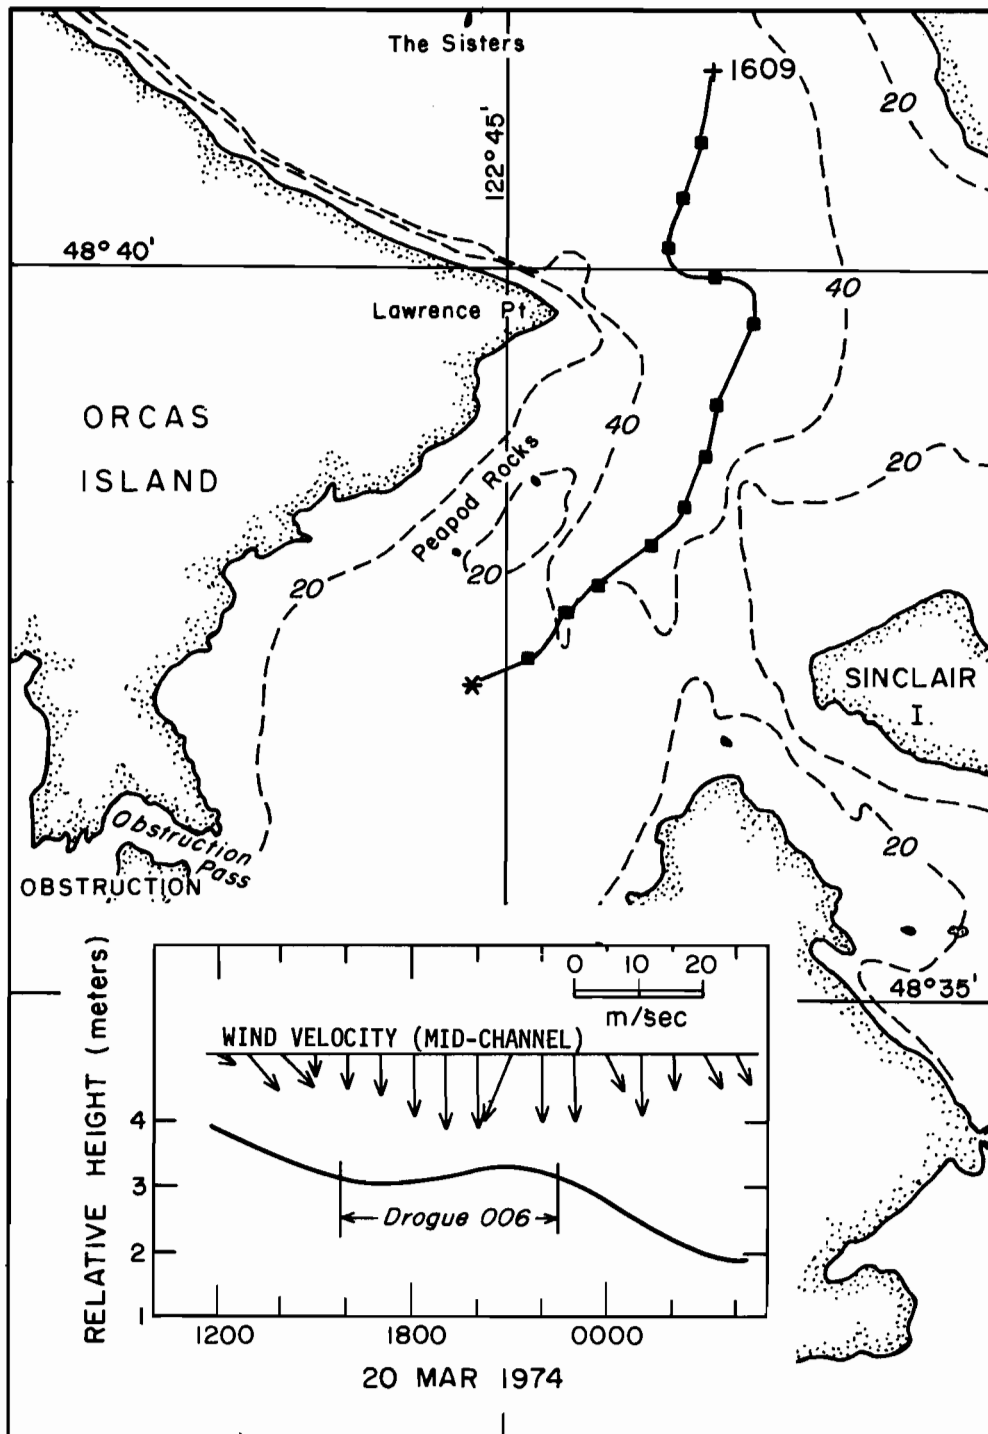 The Sisters
1609
20
122° 45'
48° 40'
40
Lawrence Pt.
ORCAS
ISLAND
40
20
Peapod Rocks
20
20
SINCLAIR
I.
Obstruction
Pass
OBSTRUCTION
20
48° 35'
0 10 20
m/sec
WIND VELOCITY (MID-CHANNEL)
RELATIVE HEIGHT (meters)
4
3
2
1
Drogue 006
1200 1800 0000
20 MAR 1974